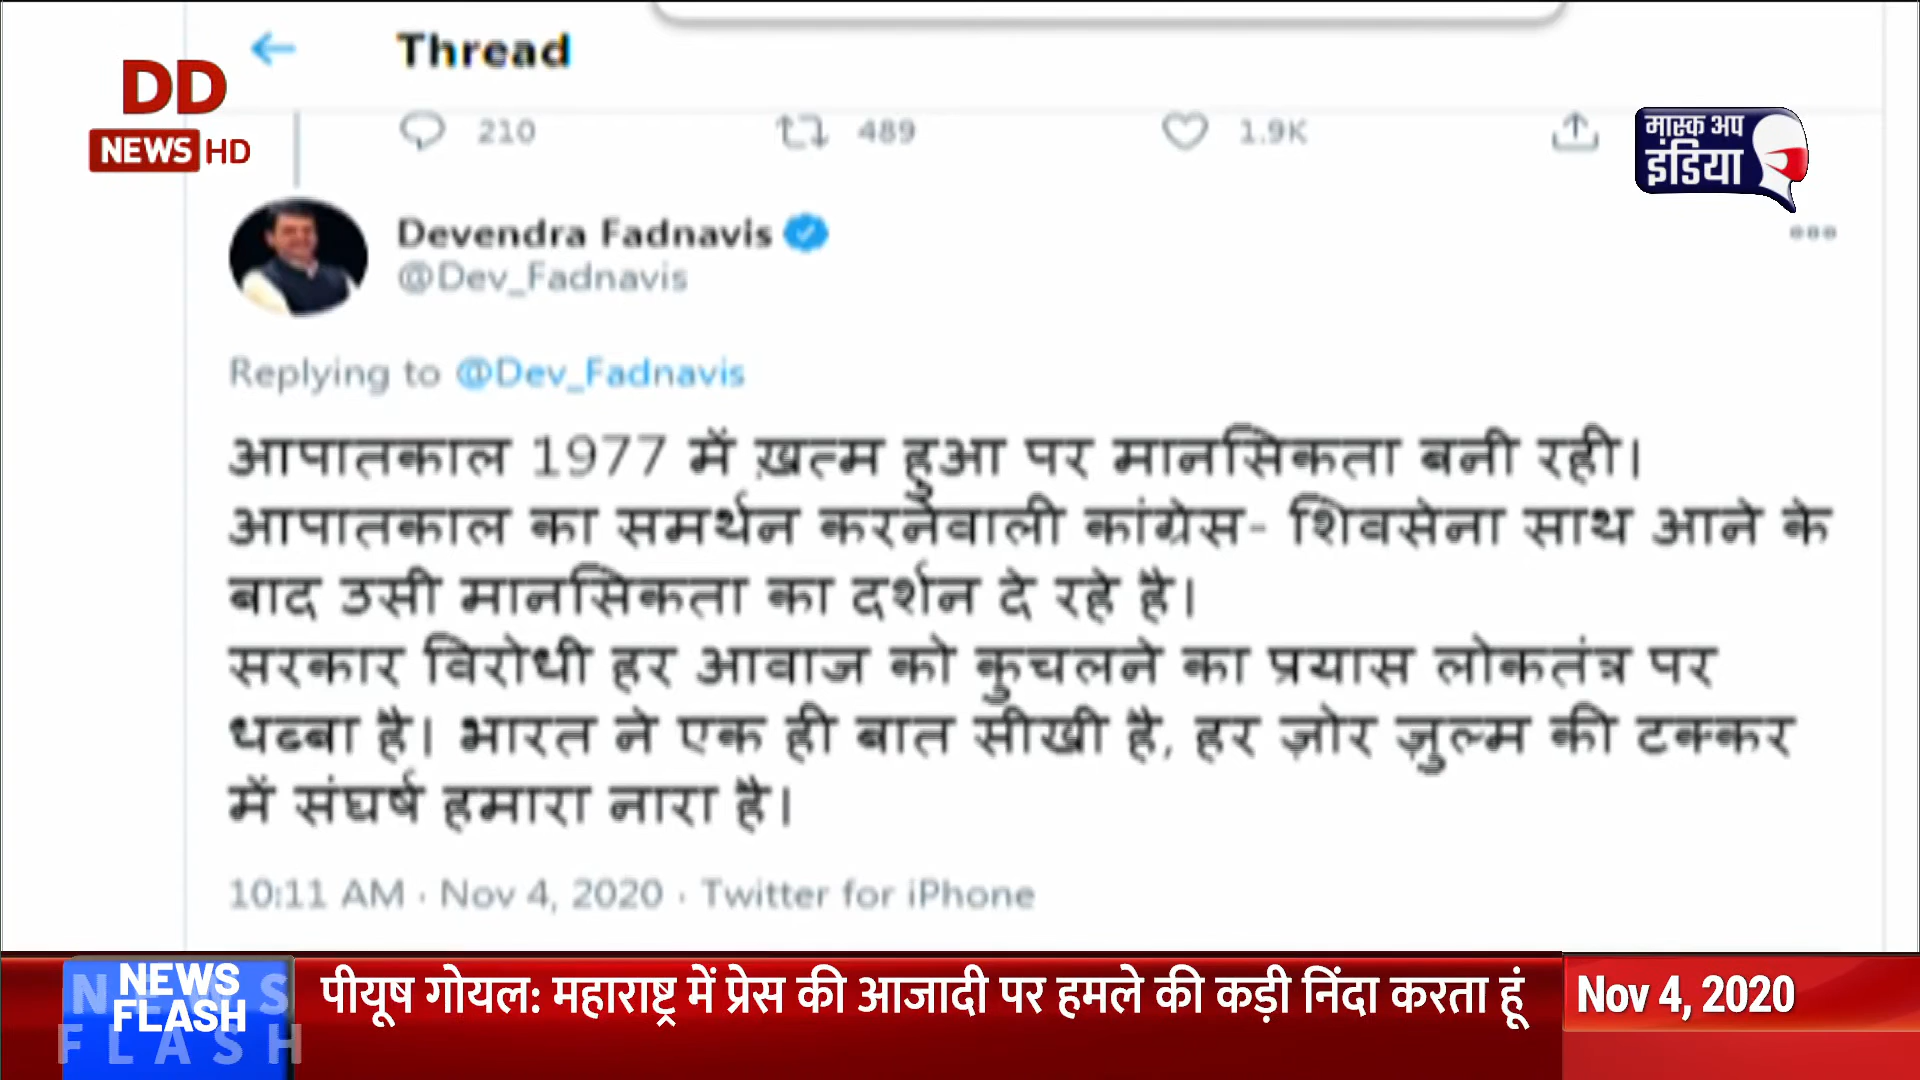 Thread
DD
NEWS HD
210 489 1.9K
मास्क अप
इंडिया
Devendra Fadnavis
@Dev_Fadnavis
Replying to @Dev_Fadnavis
आपातकाल 1977 में ख़त्म हुआ पर मानसिकता बनी रही।
आपातकाल का समर्थन करनेवाली कांग्रेस- शिवसेना साथ आने के
बाद उसी मानसिकता का दर्शन दे रहे है।
सरकार विरोधी हर आवाज को कुचलने का प्रयास लोकतंत्र पर
धब्बा है। भारत ने एक ही बात सीखी है, हर ज़ोर ज़ुल्म की टक्कर
में संघर्ष हमारा नारा है।
10:11 AM · Nov 4, 2020 · Twitter for iPhone
NEWS
FLASH
NEWS
FLASH
पीयूष गोयल: महाराष्ट्र में प्रेस की आजादी पर हमले की कड़ी निंदा करता हूं
Nov 4, 2020